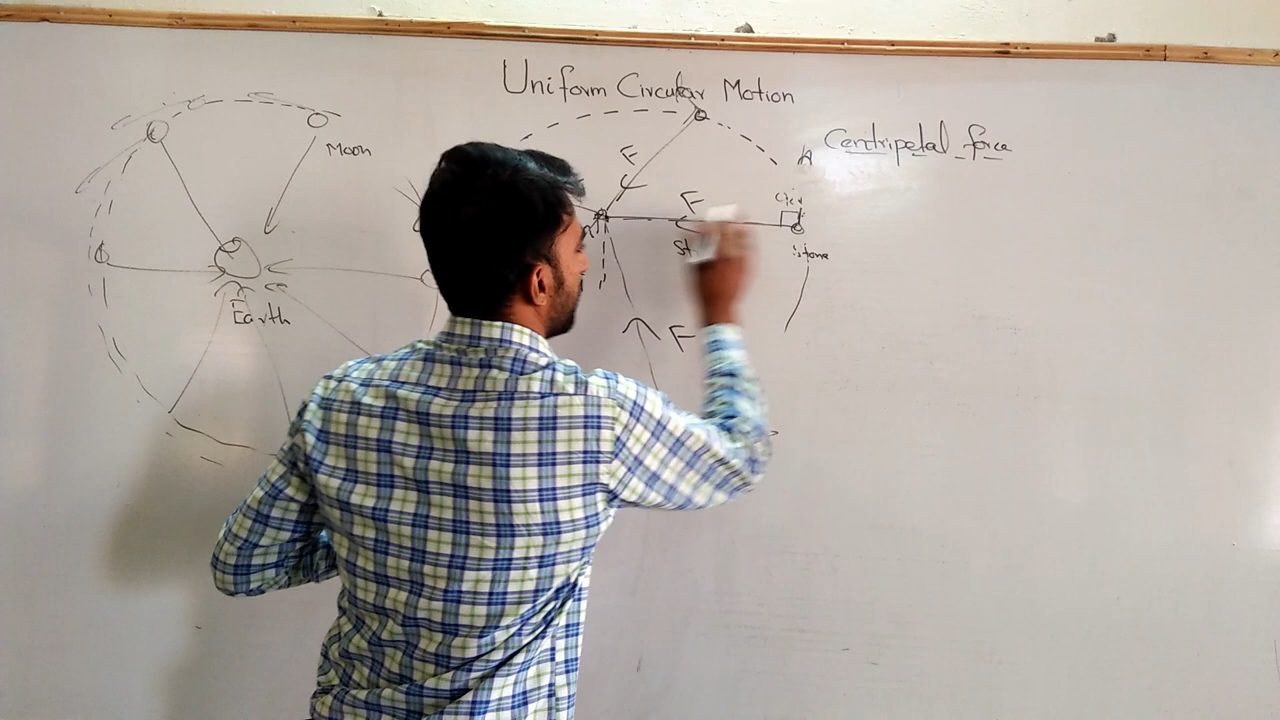 Uniform Circular Motion
Centripetal force
Moon
F
F
stone
Earth
F